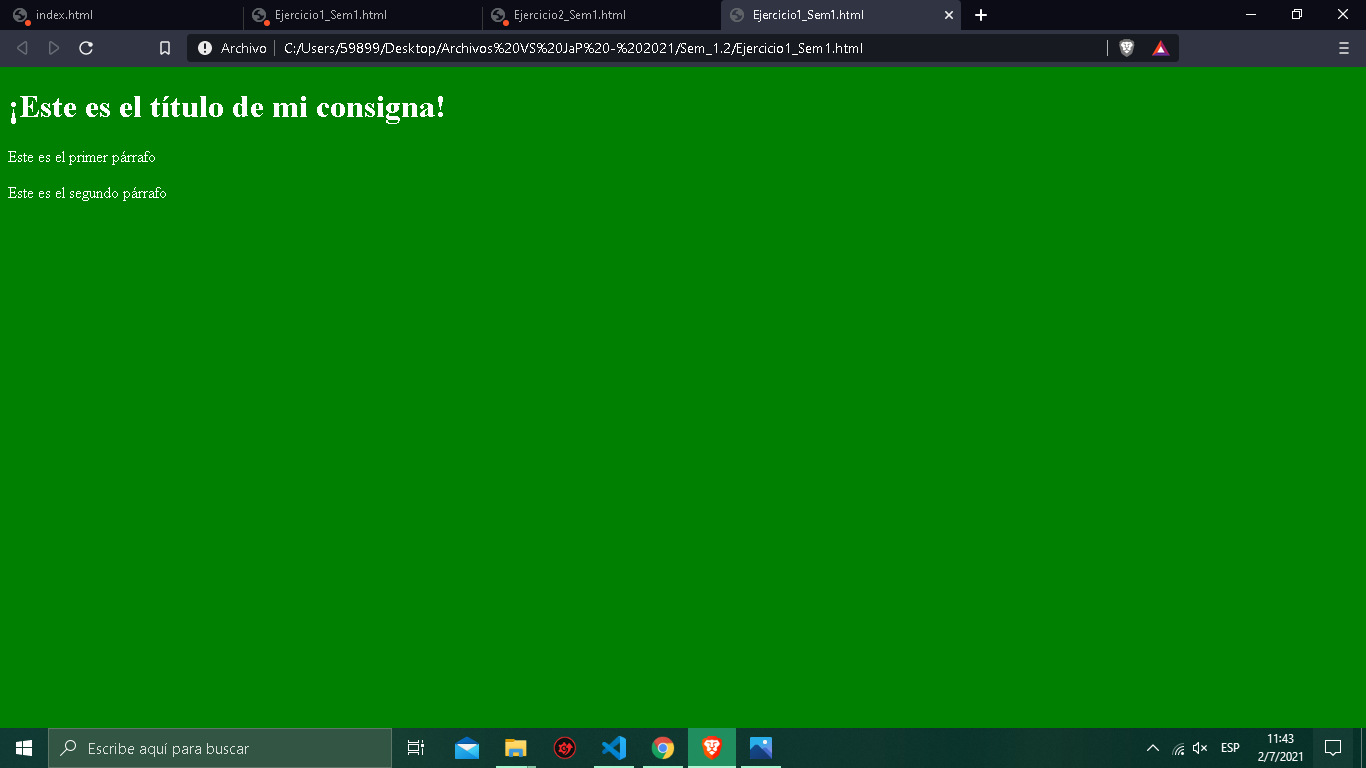 index.html
Ejercicio1_Sem1.html
Ejercicio2_Sem1.html
Ejercicio1_Sem1.html
Archivo
C:/Users/59899/Desktop/Archivos%20VS%20JaP%20-%202021/Sem_1.2/Ejercicio1_Sem1.html
¡Este es el título de mi consigna!
Este es el primer párrafo
Este es el segundo párrafo
Escribe aquí para buscar
ESP
11:43
2/7/2021